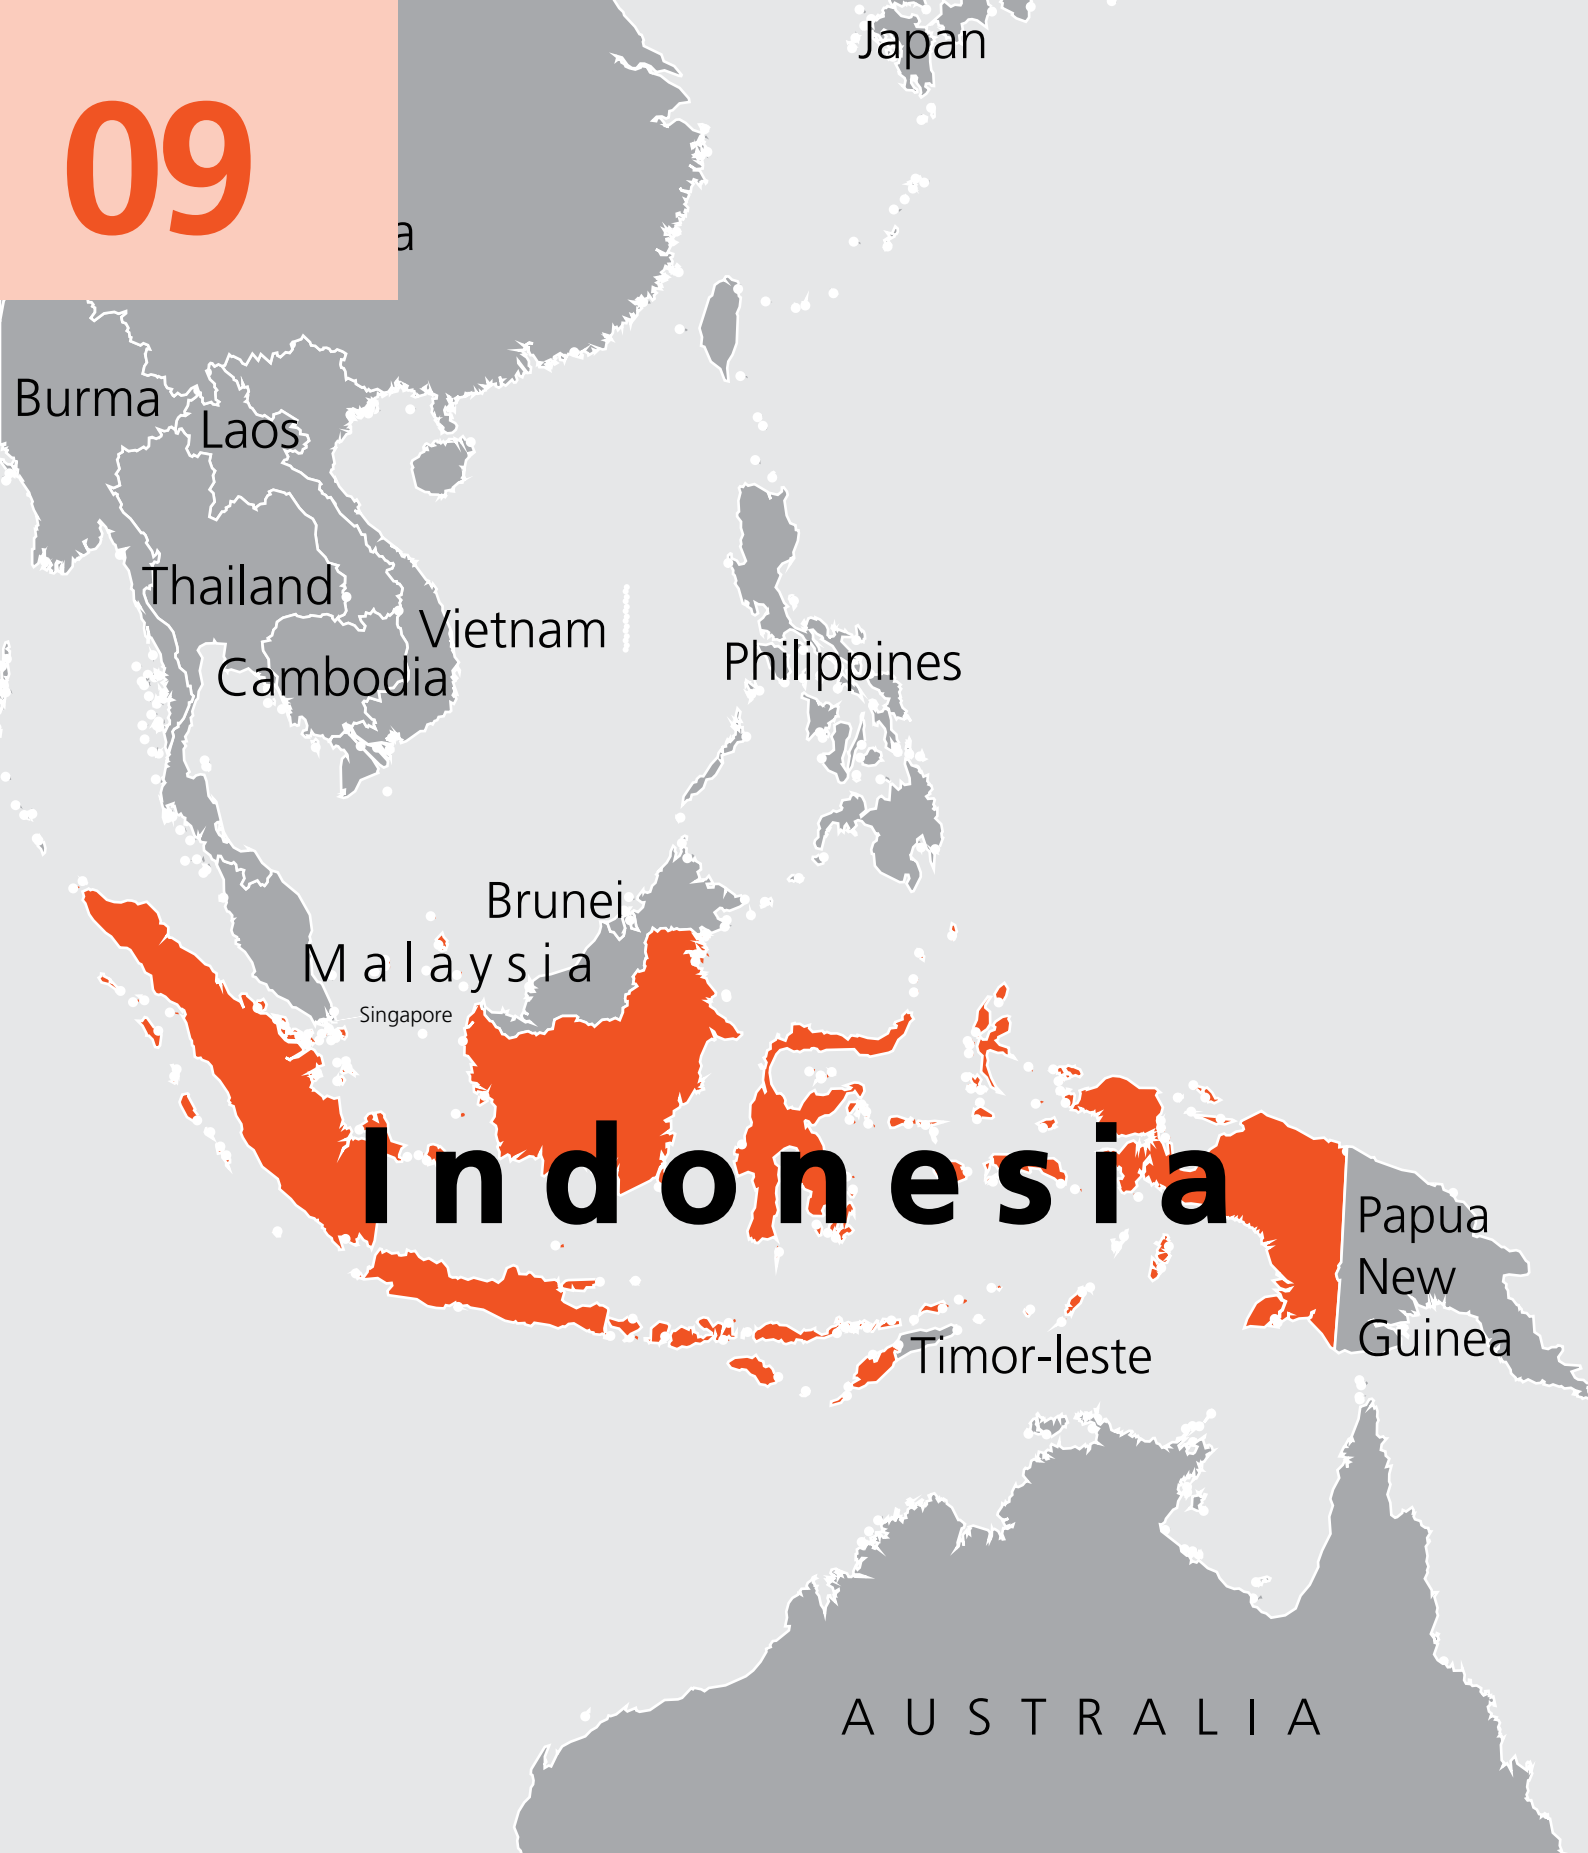 Japan
09
a
Burma
Laos
Thailand
Vietnam
Philippines
Cambodia
Brunei
Malaysia
Singapore
Indonesia
Papua
New
Guinea
Timor-leste
AUSTRALIA